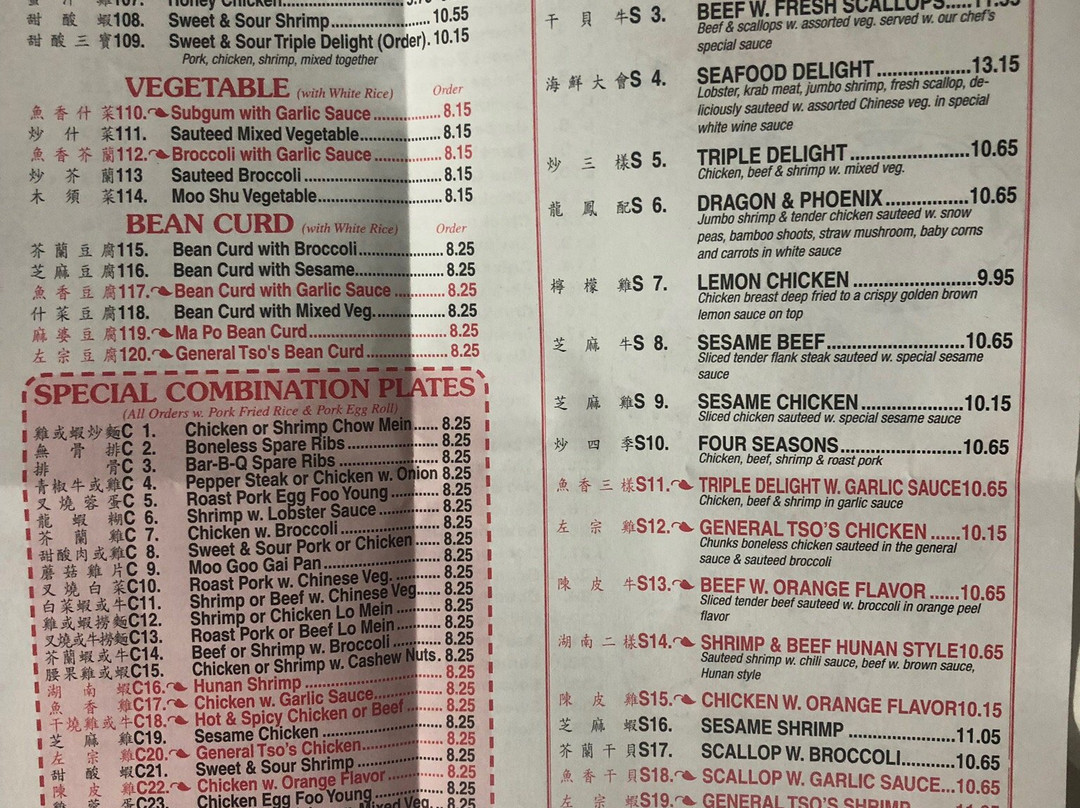 Honey Chicken
甜酸蝦108. Sweet & Sour Shrimp 10.55
甜酸三寶109. Sweet & Sour Triple Delight (Order). 10.15
Pork, chicken, shrimp, mixed together
VEGETABLE (with White Rice) Order
魚香什菜110. Subgum with Garlic Sauce 8.15
炒什菜111. Sauteed Mixed Vegetable 8.15
魚香芥蘭112. Broccoli with Garlic Sauce 8.15
炒芥蘭113 Sauteed Broccoli 8.15
木須菜114. Moo Shu Vegetable 8.15
BEAN CURD (with White Rice) Order
芥蘭豆腐115. Bean Curd with Broccoli 8.25
芝麻豆腐116. Bean Curd with Sesame 8.25
魚香豆腐117. Bean Curd with Garlic Sauce 8.25
什菜豆腐118. Bean Curd with Mixed Veg. 8.25
麻婆豆腐119. Ma Po Bean Curd 8.25
左宗豆腐120. General Tso's Bean Curd 8.25
SPECIAL COMBINATION PLATES
(All Orders w. Pork Fried Rice & Pork Egg Roll)
雞或蝦炒麵C 1. Chicken or Shrimp Chow Mein 8.25
無骨排C 2. Boneless Spare Ribs 8.25
排骨C 3. Bar-B-Q Spare Ribs 8.25
青椒牛或雞C 4. Pepper Steak or Chicken w. Onion 8.25
叉燒蓉蛋C 5. Roast Pork Egg Foo Young 8.25
龍蝦糊C 6. Shrimp w. Lobster Sauce 8.25
芥蘭雞C 7. Chicken w. Broccoli 8.25
甜酸肉或雞C 8. Sweet & Sour Pork or Chicken 8.25
蘑菇雞片C 9. Moo Goo Gai Pan 8.25
叉燒白菜C10. Roast Pork w. Chinese Veg. 8.25
白菜蝦或牛C11. Shrimp or Beef w. Chinese Veg. 8.25
雞或蝦撈麵C12. Shrimp or Chicken Lo Mein 8.25
叉燒或牛撈麵C13. Roast Pork or Beef Lo Mein 8.25
芥蘭蝦或牛C14. Beef or Shrimp w. Broccoli 8.25
腰果雞或蝦C15. Chicken or Shrimp w. Cashew Nuts. 8.25
湖南蝦C16. Hunan Shrimp 8.25
魚香雞C17. Chicken w. Garlic Sauce 8.25
干燒雞或牛C18. Hot & Spicy Chicken or Beef 8.25
芝麻雞C19. Sesame Chicken 8.25
左宗雞C20. General Tso's Chicken 8.25
甜酸蝦C21. Sweet & Sour Shrimp 8.25
陳皮雞C22. Chicken w. Orange Flavor 8.25
雞蓉蛋C23. Chicken Egg Foo Young 8.25
Mixed Veg. 8.25
干貝牛S 3. BEEF W. FRESH SCALLOPS
Beef & scallops w. assorted veg. served w. our chef's
special sauce
海鮮大會S 4. SEAFOOD DELIGHT 13.15
Lobster, krab meat, jumbo shrimp, fresh scallop, de-
liciously sauteed w. assorted Chinese veg. in special
white wine sauce
炒三樣S 5. TRIPLE DELIGHT 10.65
Chicken, beef & shrimp w. mixed veg.
龍鳳配S 6. DRAGON & PHOENIX 10.65
Jumbo shrimp & tender chicken sauteed w. snow
peas, bamboo shoots, straw mushroom, baby corns
and carrots in white sauce
檸檬雞S 7. LEMON CHICKEN 9.95
Chicken breast deep fried to a crispy golden brown
lemon sauce on top
芝麻牛S 8. SESAME BEEF 10.65
Sliced tender flank steak sauteed w. special sesame
sauce
芝麻雞S 9. SESAME CHICKEN 10.15
Sliced chicken sauteed w. special sesame sauce
炒四季S10. FOUR SEASONS 10.65
Chicken, beef, shrimp & roast pork
魚香三樣S11. TRIPLE DELIGHT W. GARLIC SAUCE 10.65
Chicken, beef & shrimp in garlic sauce
左宗雞S12. GENERAL TSO'S CHICKEN 10.15
Chunks boneless chicken sauteed in the general
sauce & sauteed broccoli
陳皮牛S13. BEEF W. ORANGE FLAVOR 10.65
Sliced tender beef sauteed w. broccoli in orange peel
flavor
湖南二樣S14. SHRIMP & BEEF HUNAN STYLE 10.65
Sauteed shrimp w. chili sauce, beef w. brown sauce,
Hunan style
陳皮雞S15. CHICKEN W. ORANGE FLAVOR 10.15
芝麻蝦S16. SESAME SHRIMP 11.05
芥蘭干貝S17. SCALLOP W. BROCCOLI 10.65
魚香干貝S18. SCALLOP W. GARLIC SAUCE 10.65
左宗蝦S19. GENERAL TSO'S SHRIMP